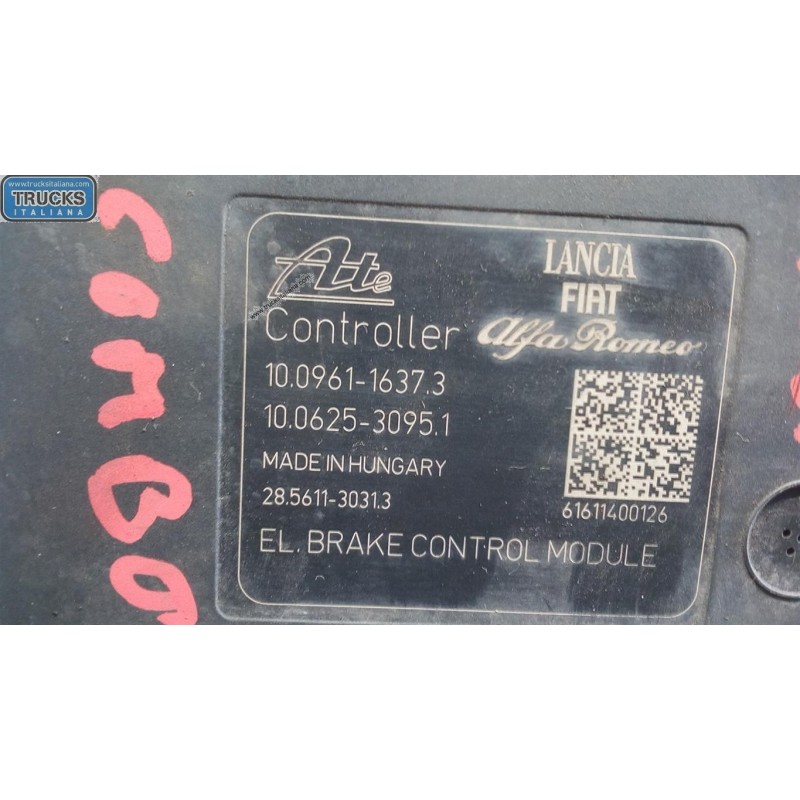 www.trucksitaliana.com
TRUCKS
ITALIANA
COMBO
Ate
LANCIA
FIAT
Alfa Romeo
Controller
10.0961-1637.3
10.0625-3095.1
MADE IN HUNGARY
28.5611-3031.3
61611400126
EL. BRAKE CONTROL MODULE